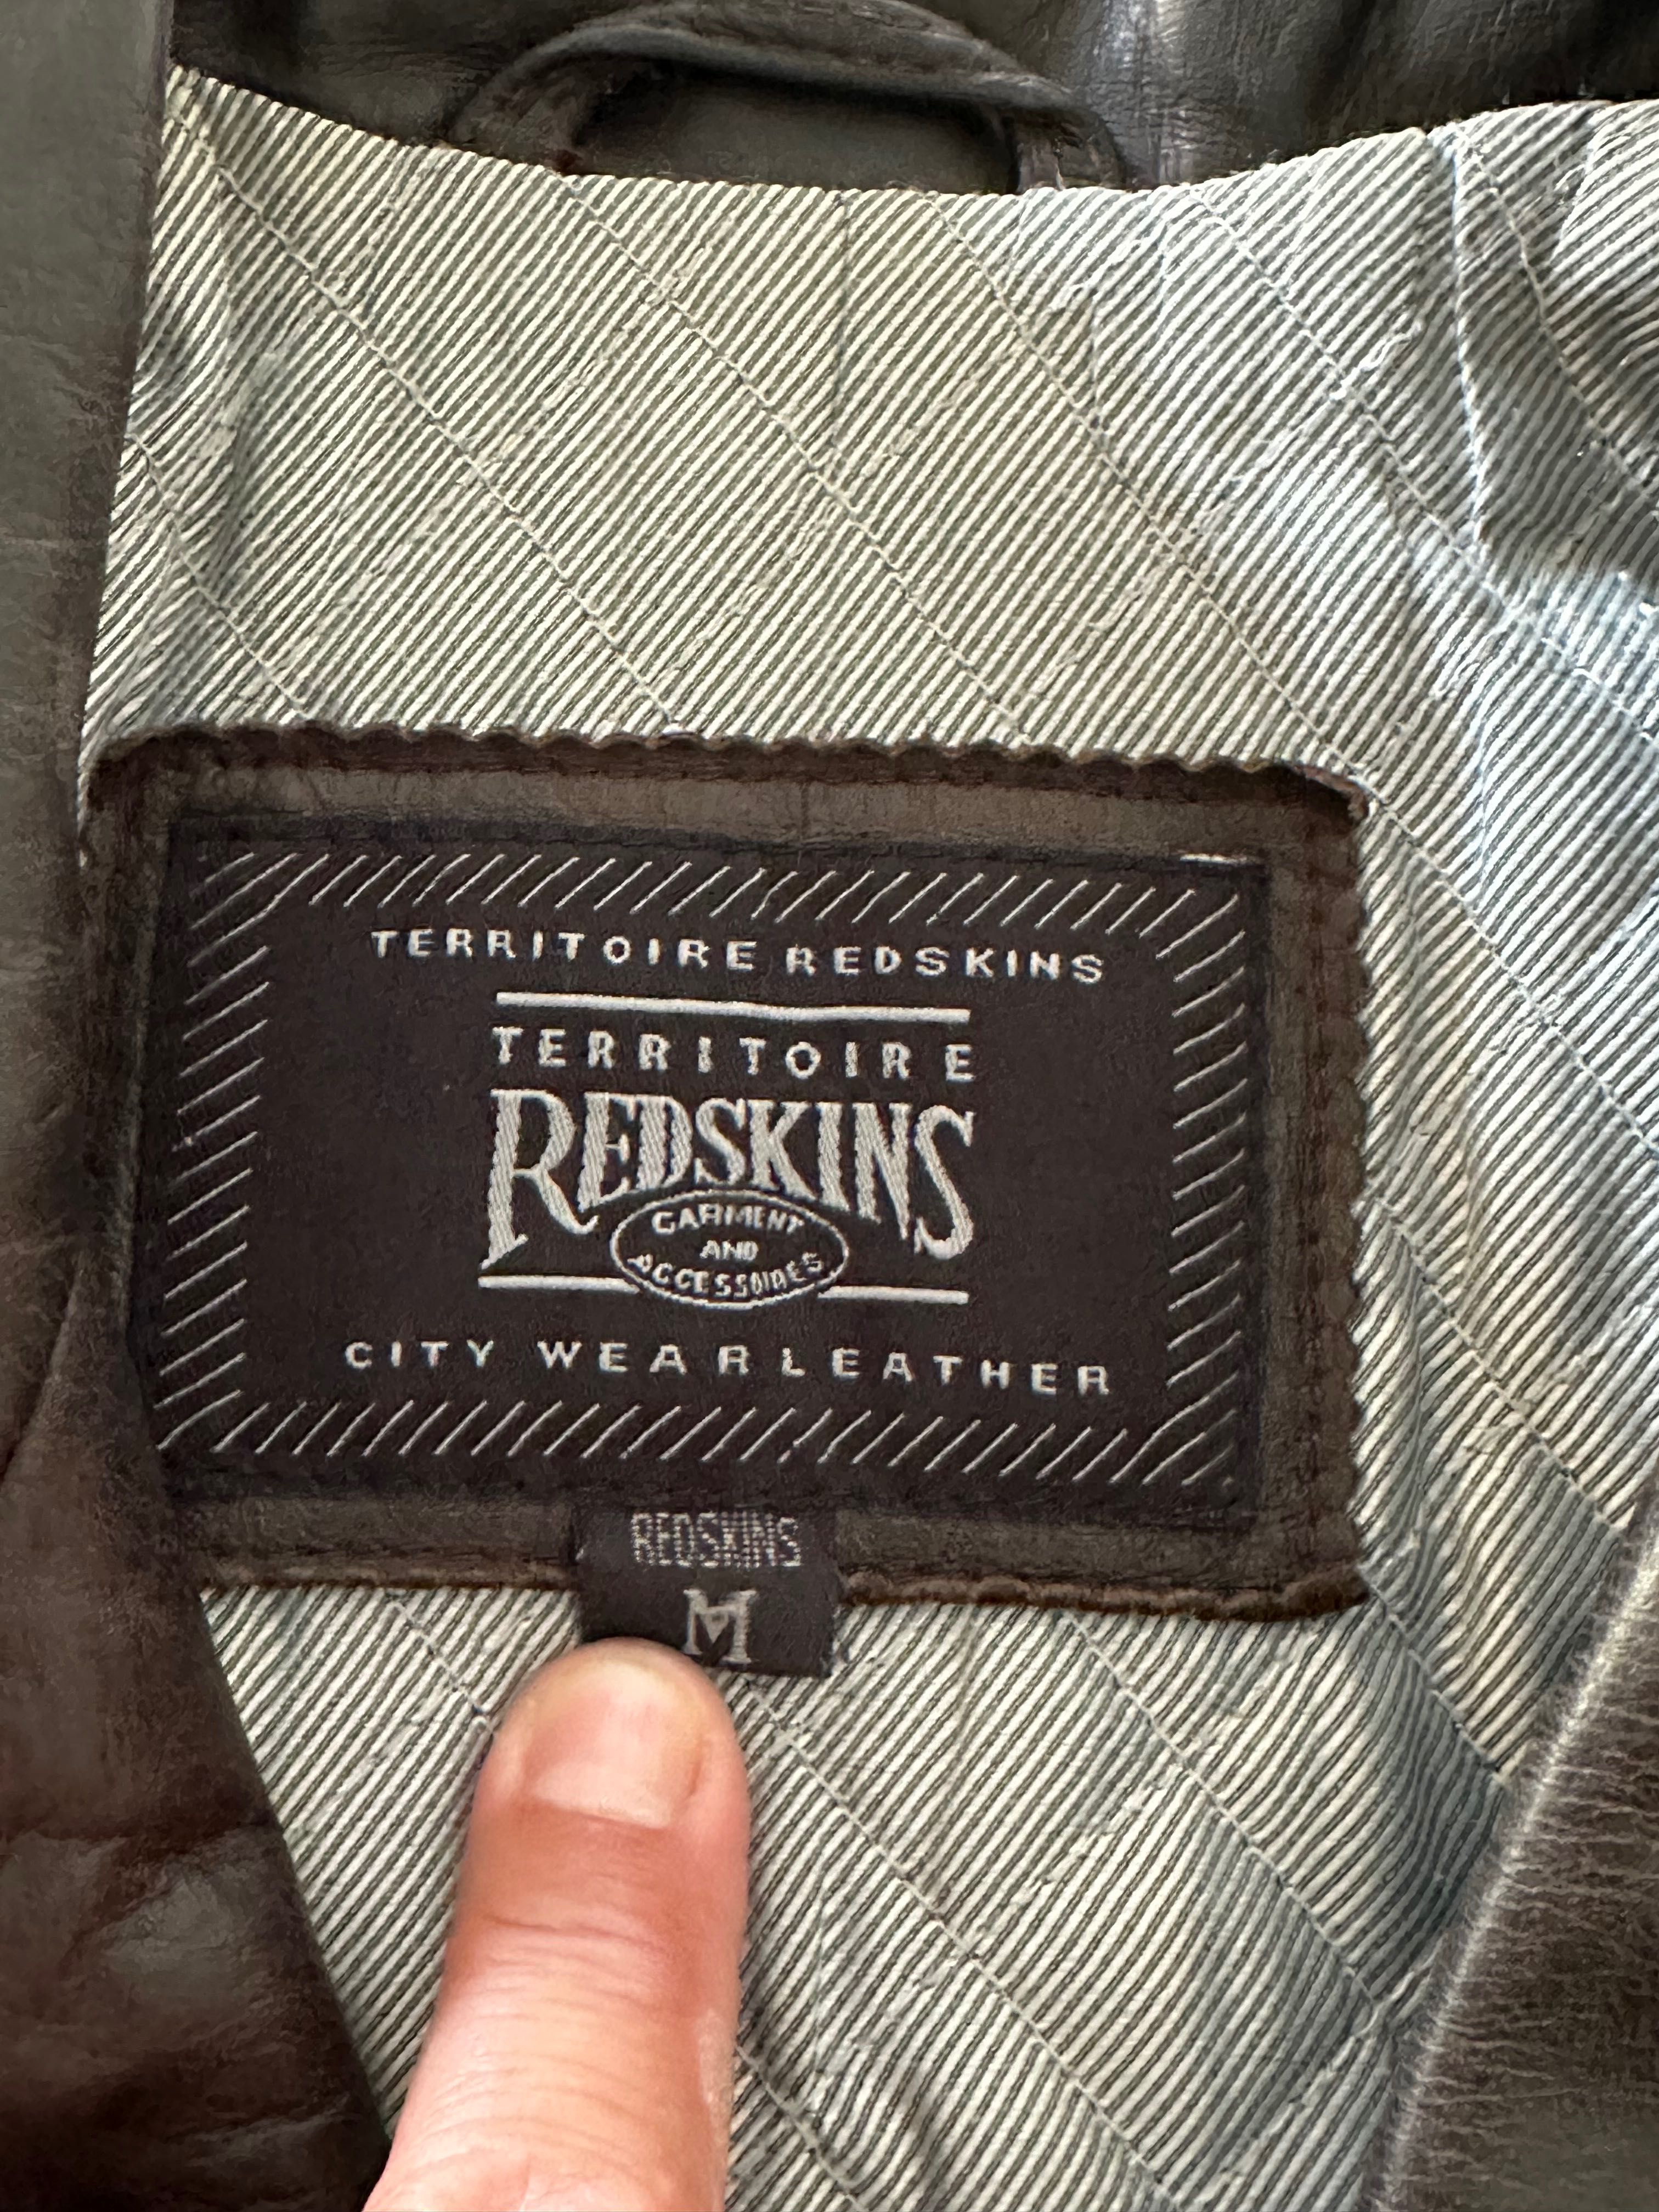 TERRITOIRE REDSKINS
TERRITOIRE
REDSKINS
GARMENT
AND
ACCESSOIRES
CITY WEAR LEATHER
REDSKINS
M